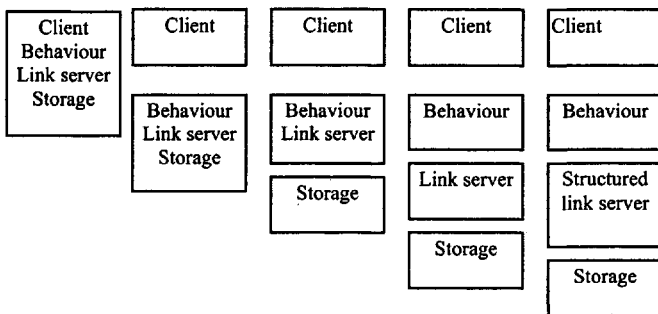 Client
Behaviour
Link server
Storage
Client
Behaviour
Link server
Storage
Client
Behaviour
Link server
Storage
Client
Behaviour
Link server
Storage
Client
Behaviour
Structured
link server
Storage